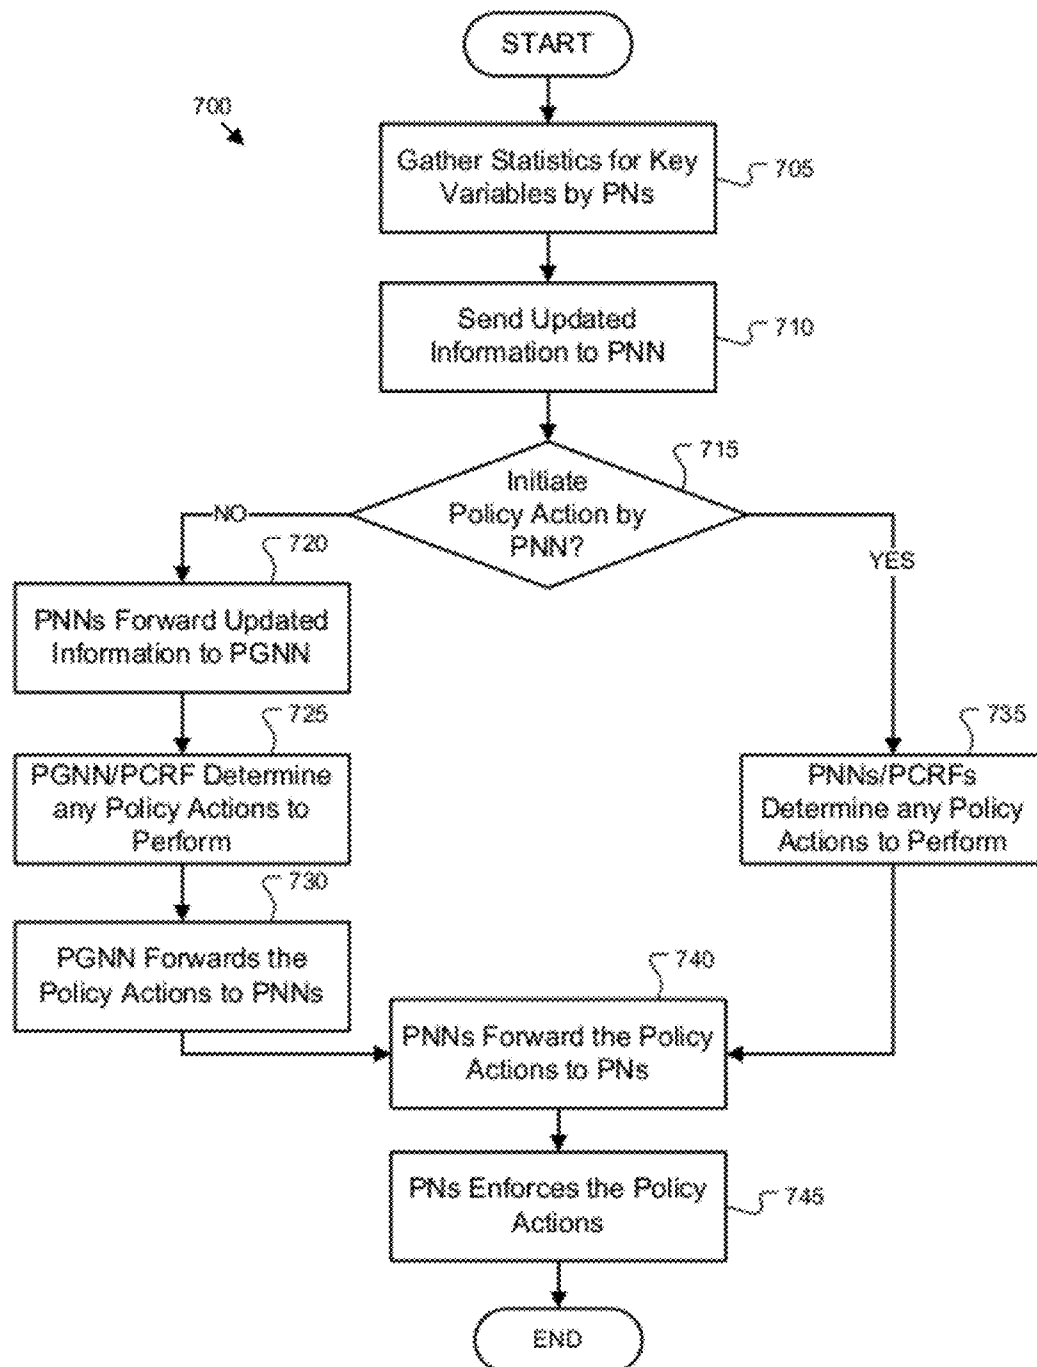 START
700
Gather Statistics for Key
Variables by PNs
705
Send Updated
Information to PNN
710
Initiate
Policy Action by
PNN?
715
NO
YES
720
PNNs Forward Updated
Information to PGNN
725
PGNN/PCRF Determine
any Policy Actions to
Perform
735
PNNs/PCRFs
Determine any Policy
Actions to Perform
730
PGNN Forwards the
Policy Actions to PNNs
740
PNNs Forward the Policy
Actions to PNs
PNs Enforces the Policy
Actions
745
END